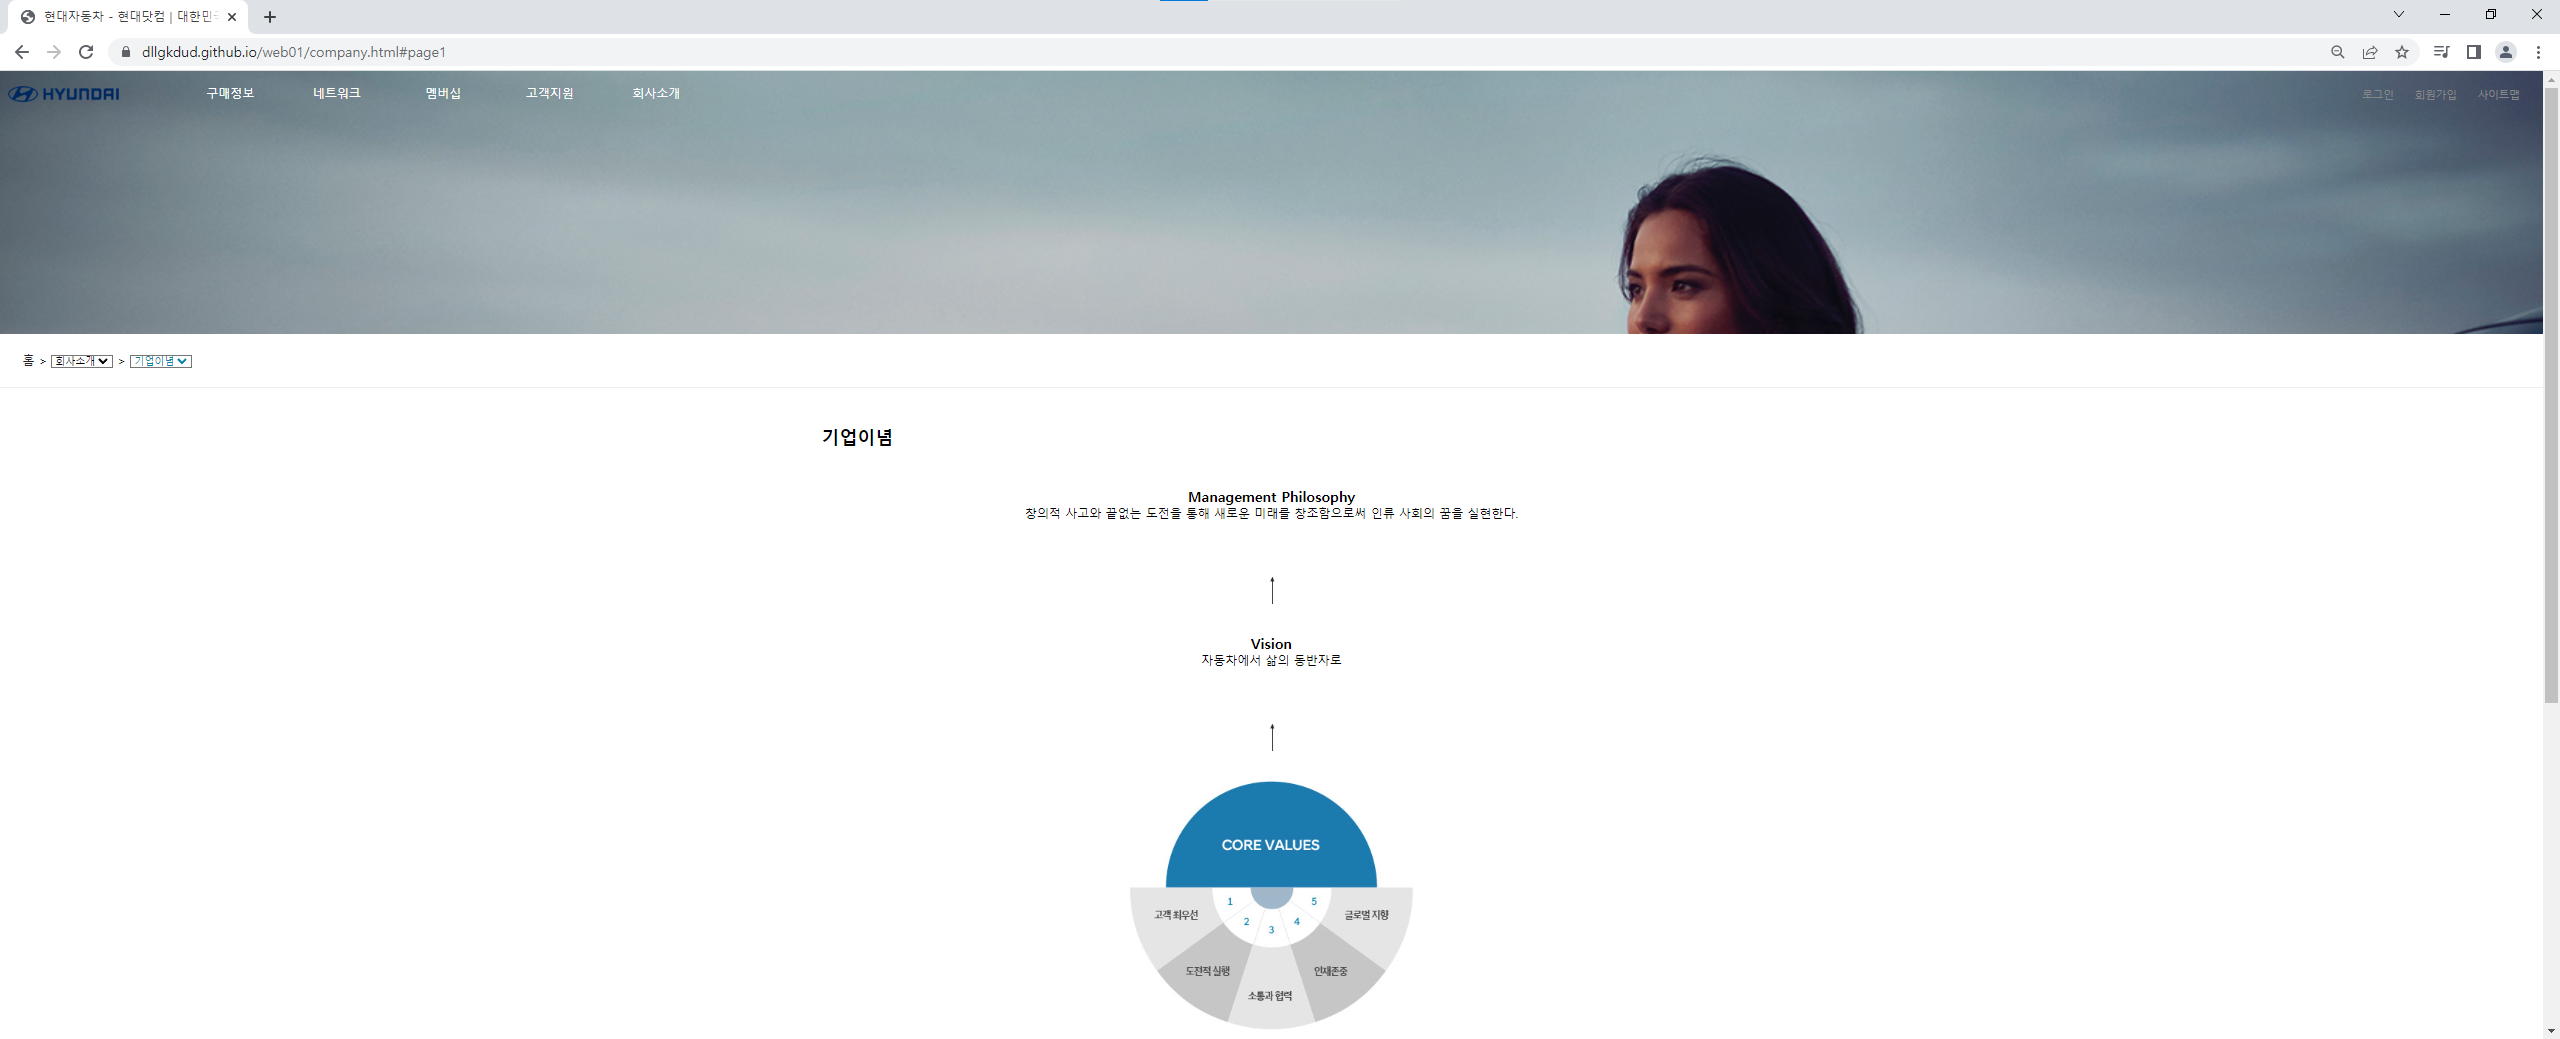 현대자동차 - 현대닷컴 | 대한민국
dllgkdud.github.io/web01/company.html#page1
HYUNDAI 구매정보 네트워크 멤버십 고객지원 회사소개 로그인 회원가입 사이트맵
홈 > 회사소개 > 기업이념
기업이념
Management Philosophy
창의적 사고와 끝없는 도전을 통해 새로운 미래를 창조함으로써 인류 사회의 꿈을 실현한다.
Vision
자동차에서 삶의 동반자로
CORE VALUES
1 고객 최우선
2 도전적 실행
3 소통과 협력
4 인재존중
5 글로벌 지향